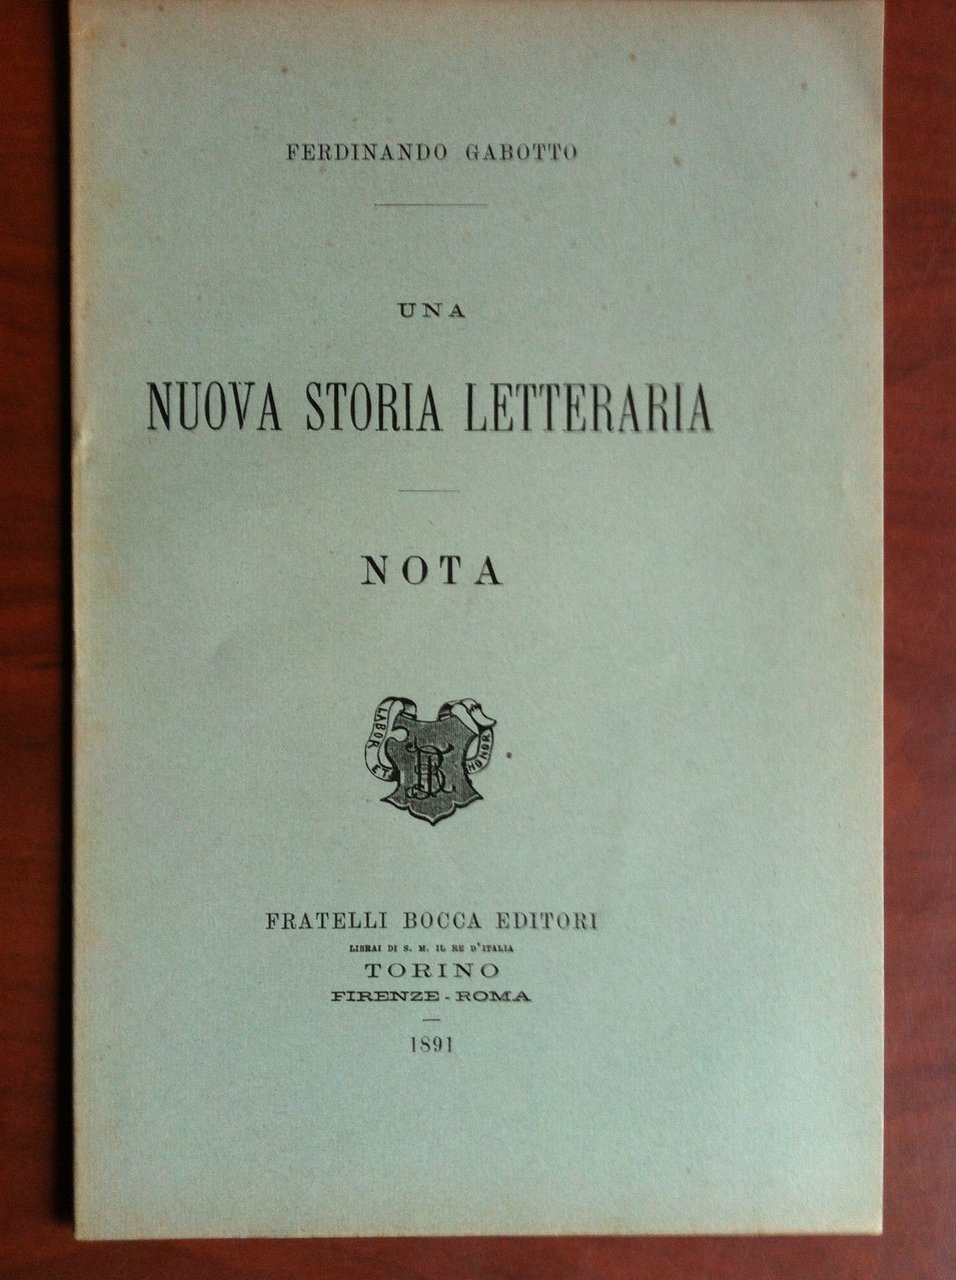 FERDINANDO GABOTTO
UNA
NUOVA STORIA LETTERARIA
NOTA
LABOR ET HONOR
FRATELLI BOCCA EDITORI
LIBRAI DI S. M. IL RE D'ITALIA
TORINO
FIRENZE - ROMA
1891